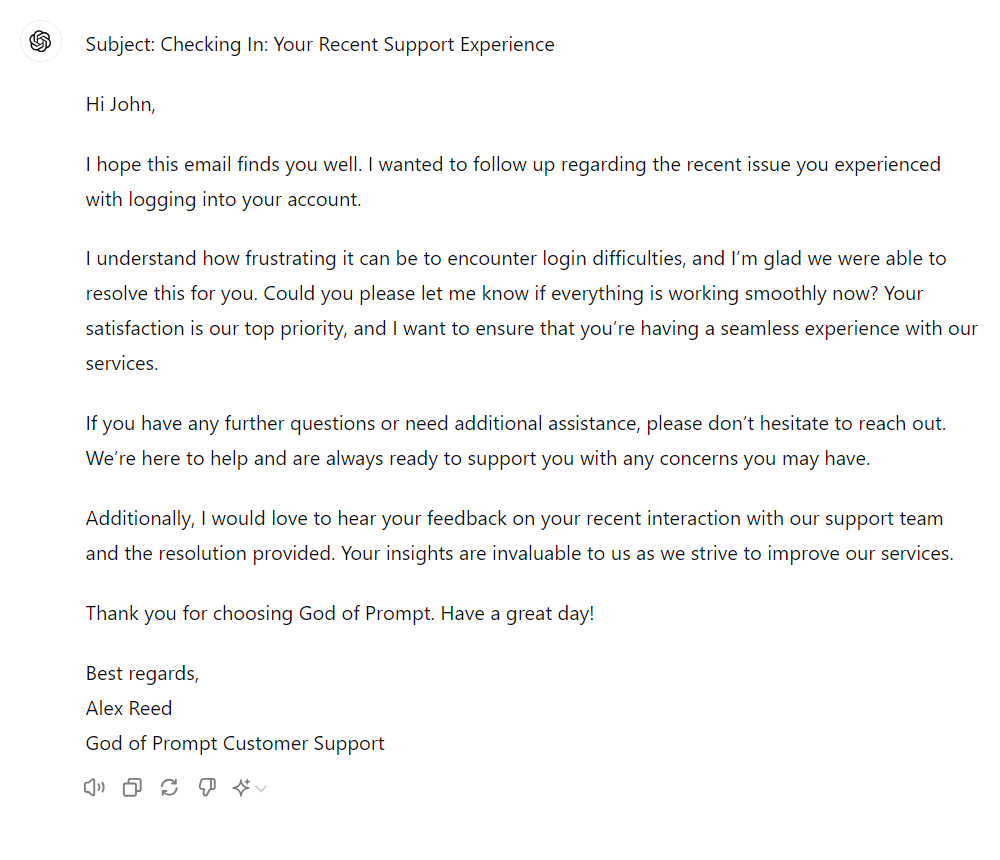 Subject: Checking In: Your Recent Support Experience
Hi John,
I hope this email finds you well. I wanted to follow up regarding the recent issue you experienced
with logging into your account.
I understand how frustrating it can be to encounter login difficulties, and I’m glad we were able to
resolve this for you. Could you please let me know if everything is working smoothly now? Your
satisfaction is our top priority, and I want to ensure that you’re having a seamless experience with our
services.
If you have any further questions or need additional assistance, please don’t hesitate to reach out.
We’re here to help and are always ready to support you with any concerns you may have.
Additionally, I would love to hear your feedback on your recent interaction with our support team
and the resolution provided. Your insights are invaluable to us as we strive to improve our services.
Thank you for choosing God of Prompt. Have a great day!
Best regards,
Alex Reed
God of Prompt Customer Support